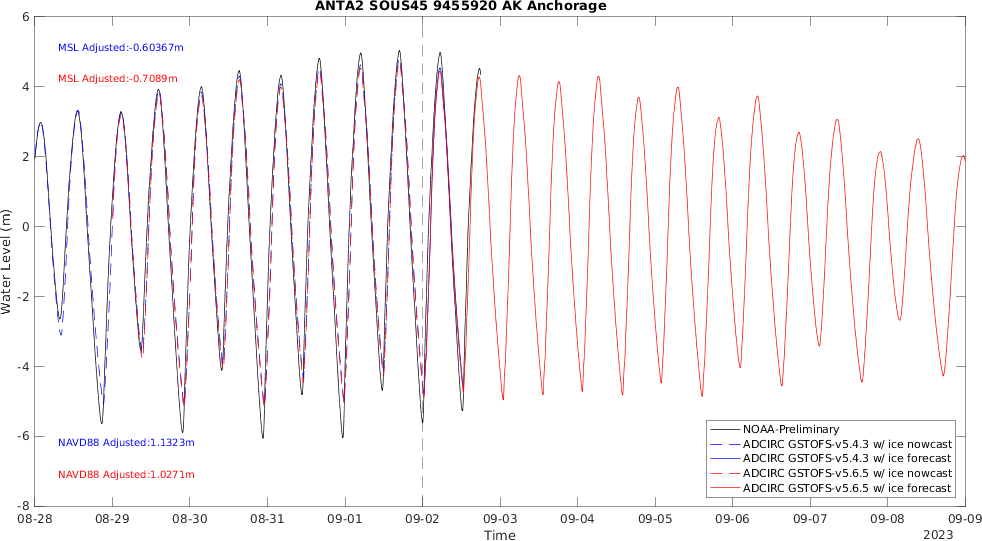 ANTA2 SOUS45 9455920 AK Anchorage
6
4
2
0
-2
-4
-6
-8
Water Level (m)
MSL Adjusted:-0.60367m
MSL Adjusted:-0.7089m
NAVD88 Adjusted:1.1323m
NAVD88 Adjusted:1.0271m
NOAA-Preliminary
ADCIRC GSTOFS-v5.4.3 w/ ice nowcast
ADCIRC GSTOFS-v5.4.3 w/ ice forecast
ADCIRC GSTOFS-v5.6.5 w/ ice nowcast
ADCIRC GSTOFS-v5.6.5 w/ ice forecast
08-28 08-29 08-30 08-31 09-01 09-02 09-03 09-04 09-05 09-06 09-07 09-08 09-09
Time
2023